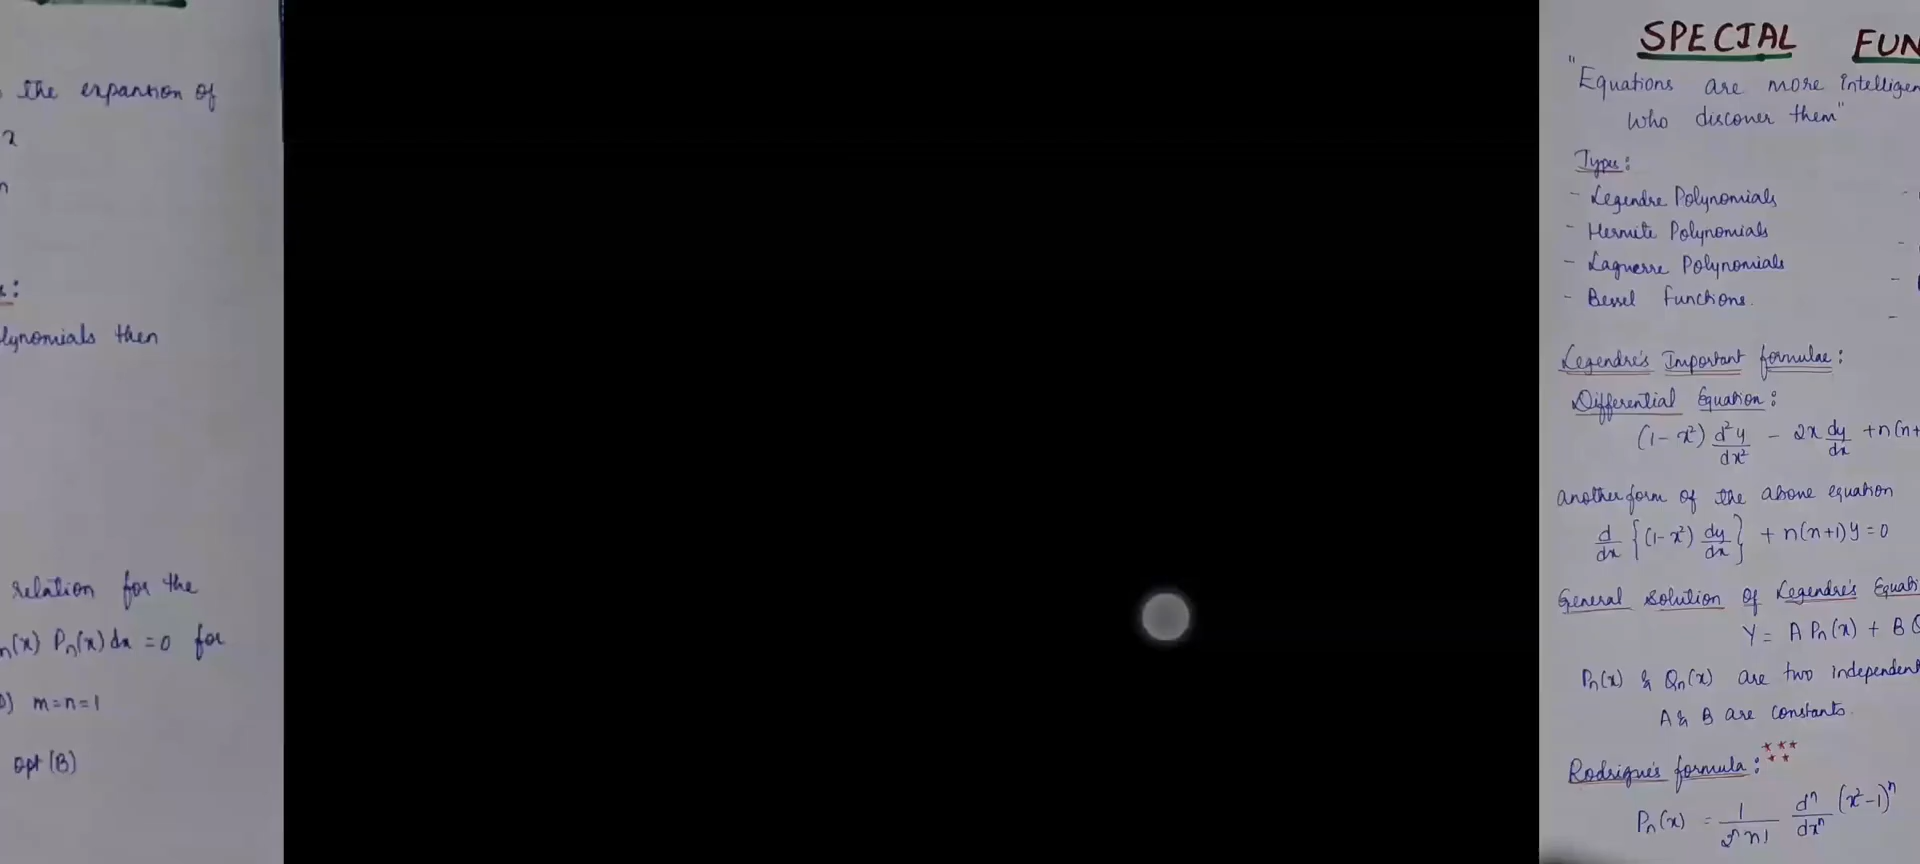 the expansion of
x
n
x:
lynomials then
relation for the
n(x) Pn(x) dx = 0 for
D) m=n=1
opt (B)
SPECIAL FUN
"Equations are more intelligen
who discover them"
Types:
- Legendre Polynomials
- Hermite Polynomials
- Laguerre Polynomials
- Bessel functions.
Legendre's Important formulae:
Differential Equation:
(1-x²) d²y/dx² - 2x dy/dx + n(n+
another form of the above equation
d/dx {(1-x²) dy/dx} + n(n+1)y = 0
General solution of Legendre's Equati
Y = A Pn(x) + B Q
Pn(x) & Qn(x) are two independent
A & B are constants.
Rodrigue's formula:
Pn(x) = 1/2ⁿ n! dⁿ/dxⁿ (x²-1)ⁿ